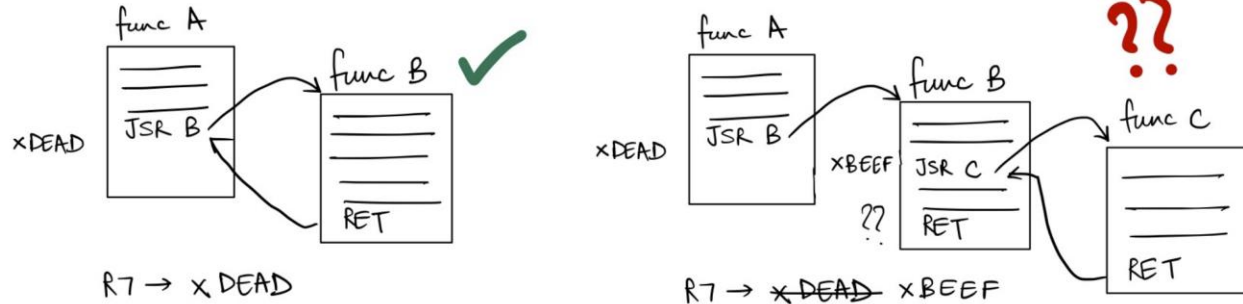 func A
func B
JSR B
xDEAD
RET
R7 → xDEAD
??
func A
func B
func C
JSR B
xDEAD
xBEEF
JSR C
??
RET
RET
R7 → xDEAD xBEEF